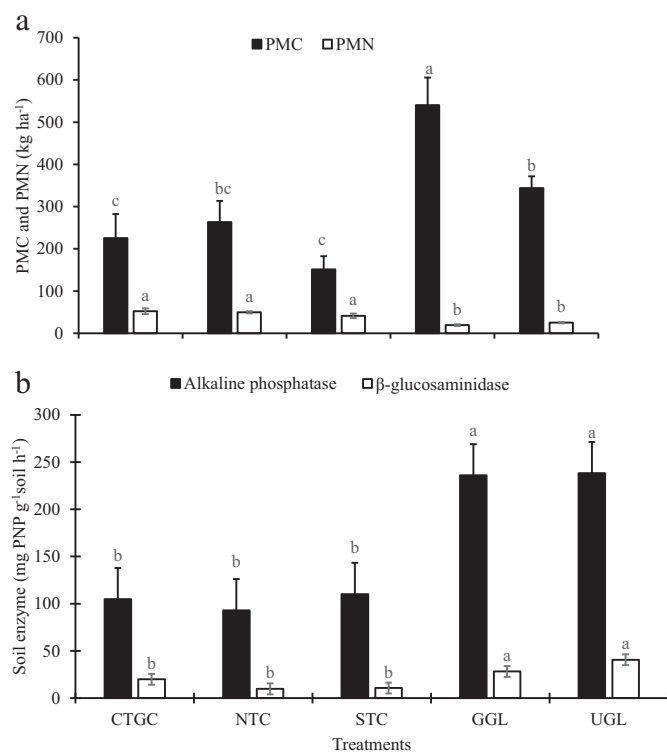 a
PMC PMN
700
600
500
400
300
200
100
0
PMC and PMN (kg ha⁻¹)
c a bc a c a a b b b
b
Alkaline phosphatase β-glucosaminidase
300
250
200
150
100
50
0
Soil enzyme (mg PNP g⁻¹soil h⁻¹)
b b b b b b a a a a
CTGC NTC STC GGL UGL
Treatments